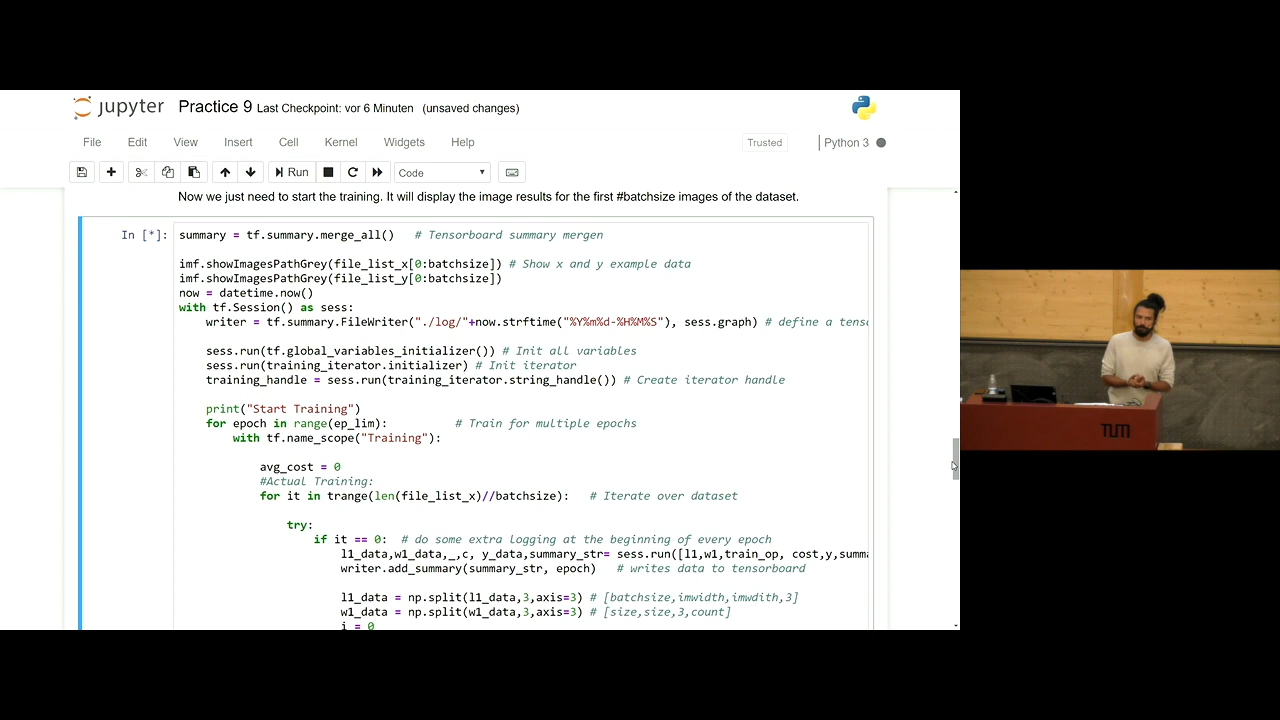 jupyter Practice 9 Last Checkpoint: vor 6 Minuten (unsaved changes)
File Edit View Insert Cell Kernel Widgets Help Trusted Python 3
Run Code
Now we just need to start the training. It will display the image results for the first #batchsize images of the dataset.
In [*]: summary = tf.summary.merge_all() # Tensorboard summary mergen
imf.showImagesPathGrey(file_list_x[0:batchsize]) # Show x and y example data
imf.showImagesPathGrey(file_list_y[0:batchsize])
now = datetime.now()
with tf.Session() as sess:
writer = tf.summary.FileWriter("./log/"+now.strftime("%Y%m%d-%H%M%S"), sess.graph) # define a tenso
sess.run(tf.global_variables_initializer()) # Init all variables
sess.run(training_iterator.initializer) # Init iterator
training_handle = sess.run(training_iterator.string_handle()) # Create iterator handle
print("Start Training")
for epoch in range(ep_lim): # Train for multiple epochs
with tf.name_scope("Training"):
avg_cost = 0
#Actual Training:
for it in trange(len(file_list_x)//batchsize): # Iterate over dataset
try:
if it == 0: # do some extra logging at the beginning of every epoch
l1_data,w1_data,_,c, y_data,summary_str= sess.run([l1,w1,train_op, cost,y,summa
writer.add_summary(summary_str, epoch) # writes data to tensorboard
l1_data = np.split(l1_data,3,axis=3) # [batchsize,imwidth,imwdith,3]
w1_data = np.split(w1_data,3,axis=3) # [size,size,3,count]
i = 0
TUM